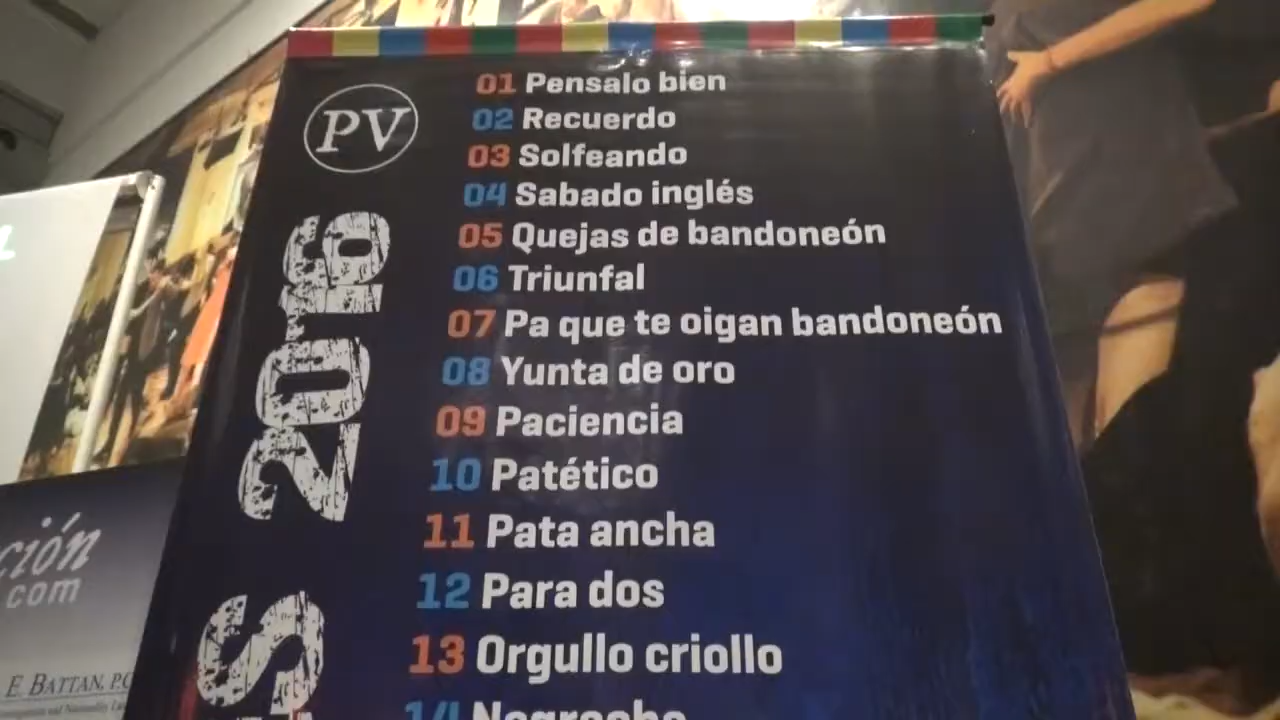 PV
01 Pensalo bien
02 Recuerdo
03 Solfeando
04 Sabado inglés
05 Quejas de bandoneón
06 Triunfal
07 Pa que te oigan bandoneón
08 Yunta de oro
09 Paciencia
10 Patético
11 Pata ancha
12 Para dos
13 Orgullo criollo
14
2016
ción
com
E. BATTAN, P.C